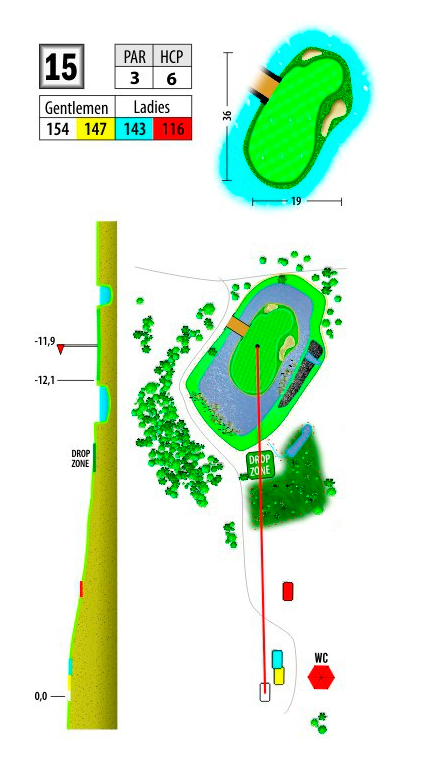 15
PAR HCP
3 6
Gentlemen Ladies
154 147 143 116
36
19
-11,9
-12,1
DROP
ZONE
DROP
ZONE
WC
0,0